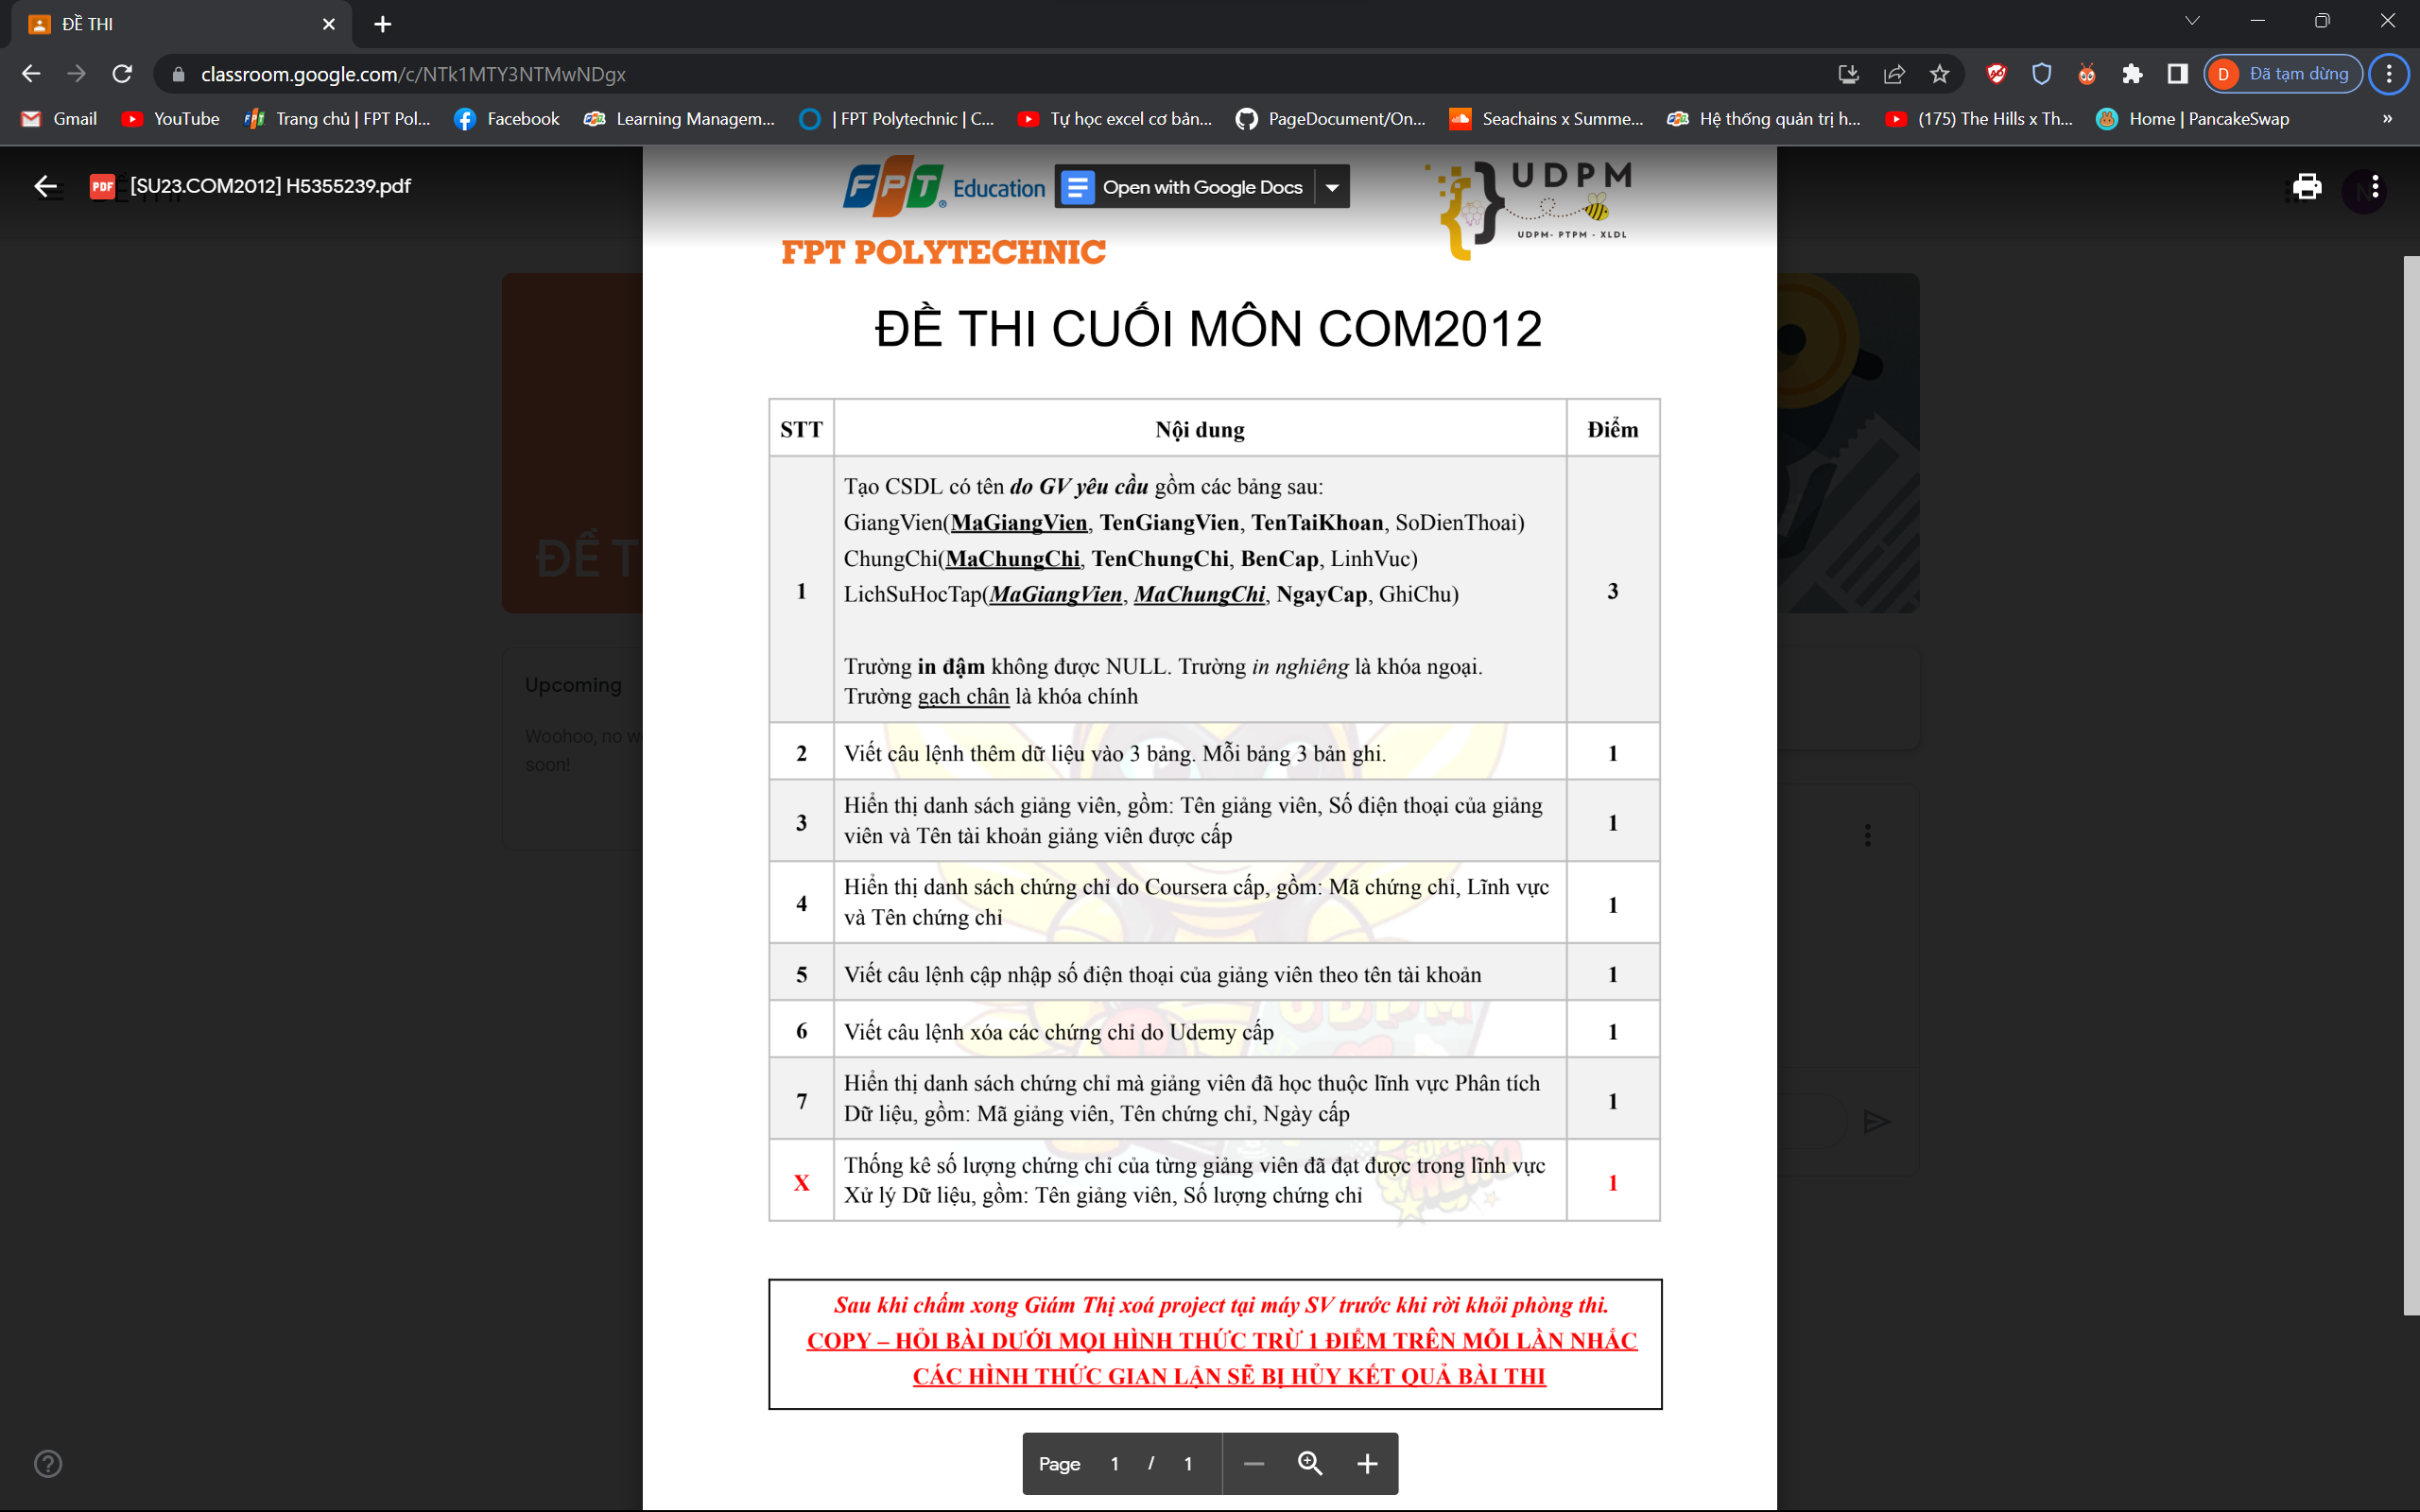 ĐỀ THI
classroom.google.com/c/NTk1MTY3NTMwNDgx
Đã tạm dừng
D
Gmail
YouTube
Trang chủ | FPT Pol...
Facebook
Learning Managem...
| FPT Polytechnic | C...
Tự học excel cơ bản...
PageDocument/On...
Seachains x Summe...
Hệ thống quản trị h...
(175) The Hills x Th...
Home | PancakeSwap
»
PDF [SU23.COM2012] H5355239.pdf
FPT Education
Open with Google Docs
FPT POLYTECHNIC
UDPM
UDPM- PTPM - XLDL
N
ĐỀ THI CUỐI MÔN COM2012
STT Nội dung Điểm
1
Tạo CSDL có tên do GV yêu cầu gồm các bảng sau:
GiangVien(MaGiangVien, TenGiangVien, TenTaiKhoan, SoDienThoai)
ChungChi(MaChungChi, TenChungChi, BenCap, LinhVuc)
LichSuHocTap(MaGiangVien, MaChungChi, NgayCap, GhiChu)
Trường in đậm không được NULL. Trường in nghiêng là khóa ngoại.
Trường gạch chân là khóa chính
3
2 Viết câu lệnh thêm dữ liệu vào 3 bảng. Mỗi bảng 3 bản ghi. 1
3 Hiển thị danh sách giảng viên, gồm: Tên giảng viên, Số điện thoại của giảng
viên và Tên tài khoản giảng viên được cấp 1
4 Hiển thị danh sách chứng chỉ do Coursera cấp, gồm: Mã chứng chỉ, Lĩnh vực
và Tên chứng chỉ 1
5 Viết câu lệnh cập nhập số điện thoại của giảng viên theo tên tài khoản 1
6 Viết câu lệnh xóa các chứng chỉ do Udemy cấp 1
7 Hiển thị danh sách chứng chỉ mà giảng viên đã học thuộc lĩnh vực Phân tích
Dữ liệu, gồm: Mã giảng viên, Tên chứng chỉ, Ngày cấp 1
X Thống kê số lượng chứng chỉ của từng giảng viên đã đạt được trong lĩnh vực
Xử lý Dữ liệu, gồm: Tên giảng viên, Số lượng chứng chỉ 1
UDPM
SUPER
HERO
Sau khi chấm xong Giám Thị xoá project tại máy SV trước khi rời khỏi phòng thi.
COPY – HỎI BÀI DƯỚI MỌI HÌNH THỨC TRỪ 1 ĐIỂM TRÊN MỖI LẦN NHẮC
CÁC HÌNH THỨC GIAN LẬN SẼ BỊ HỦY KẾT QUẢ BÀI THI
ĐỀ T
Upcoming
Woohoo, no w
soon!
Page 1 / 1